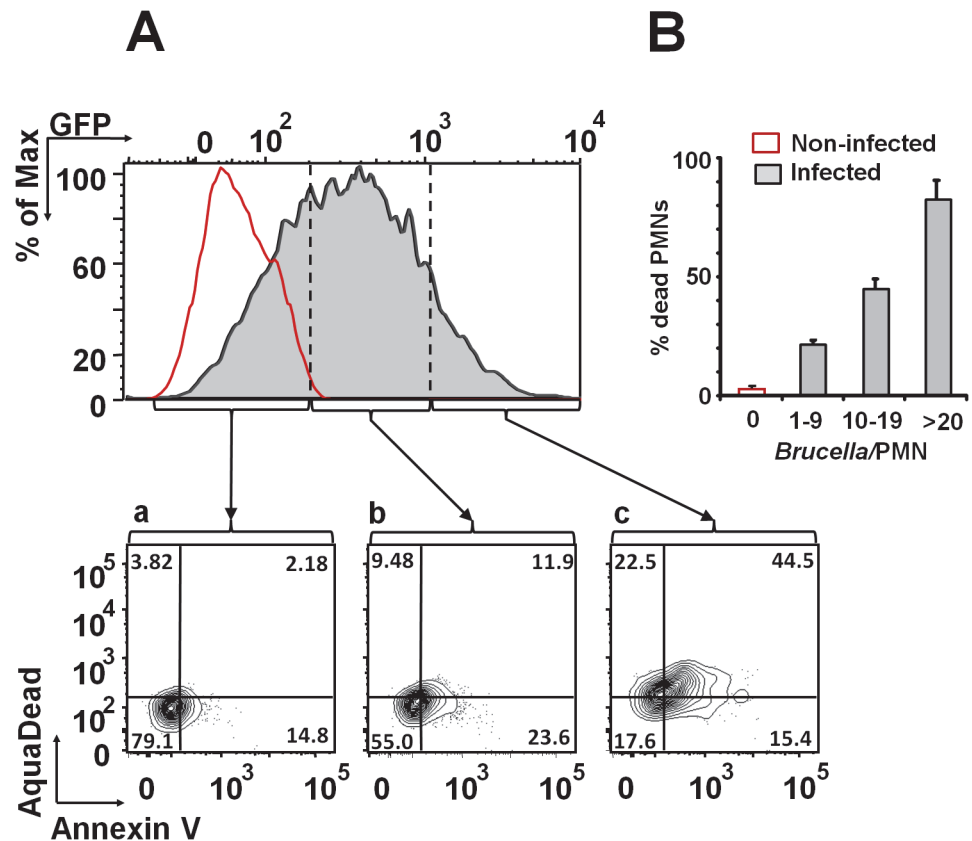 A
B
GFP
0 10² 10³ 10⁴
% of Max
100
60
20
0
Non-infected
Infected
% dead PMNs
100
50
0
0 1-9 10-19 >20
Brucella/PMN
a
b
c
3.82 2.18
79.1 14.8
9.48 11.9
55.0 23.6
22.5 44.5
17.6 15.4
AquaDead
10⁵
10⁴
10³
10²
0
0 10³ 10⁵
0 10³ 10⁵
0 10³ 10⁵
Annexin V